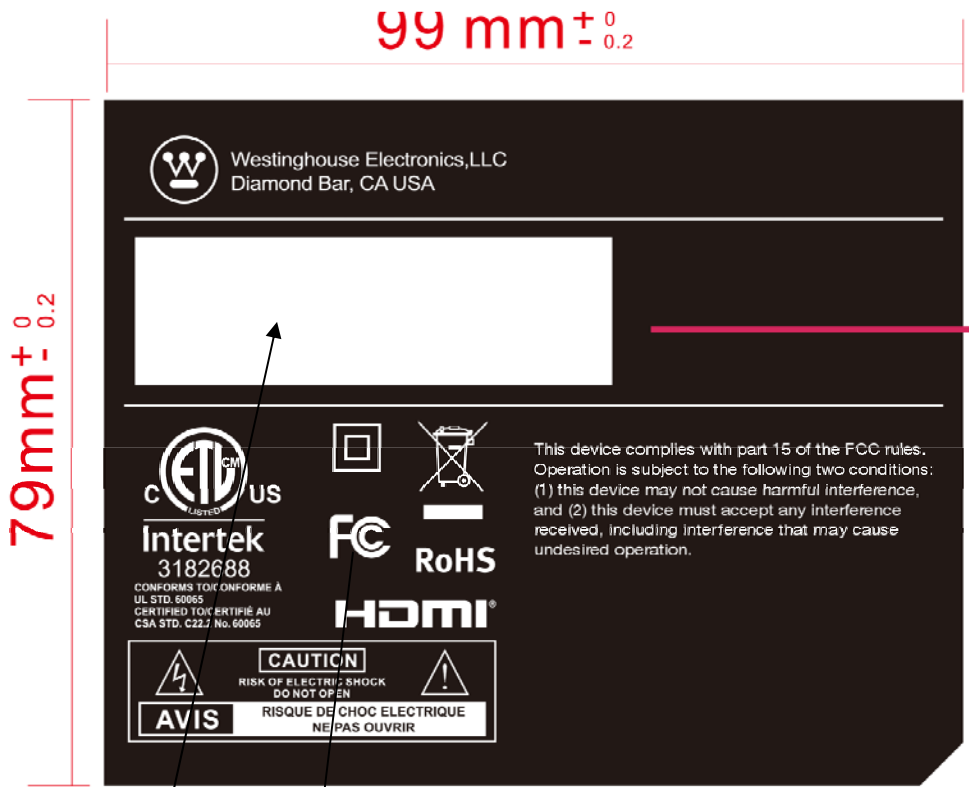 99 mm + 0 - 0.2
79mm + 0 - 0.2
Westinghouse Electronics,LLC
Diamond Bar, CA USA
ETL CM
C US
LISTED
Intertek
3182688
CONFORMS TO/CONFORME À
UL STD. 60065
CERTIFIED TO/CERTIFIÉ AU
CSA STD. C22.2 No. 60065
FC
RoHS
HDMI®
This device complies with part 15 of the FCC rules.
Operation is subject to the following two conditions:
(1) this device may not cause harmful interference,
and (2) this device must accept any interference
received, including interference that may cause
undesired operation.
CAUTION
RISK OF ELECTRIC SHOCK
DO NOT OPEN
AVIS
RISQUE DE CHOC ELECTRIQUE
NE PAS OUVRIR